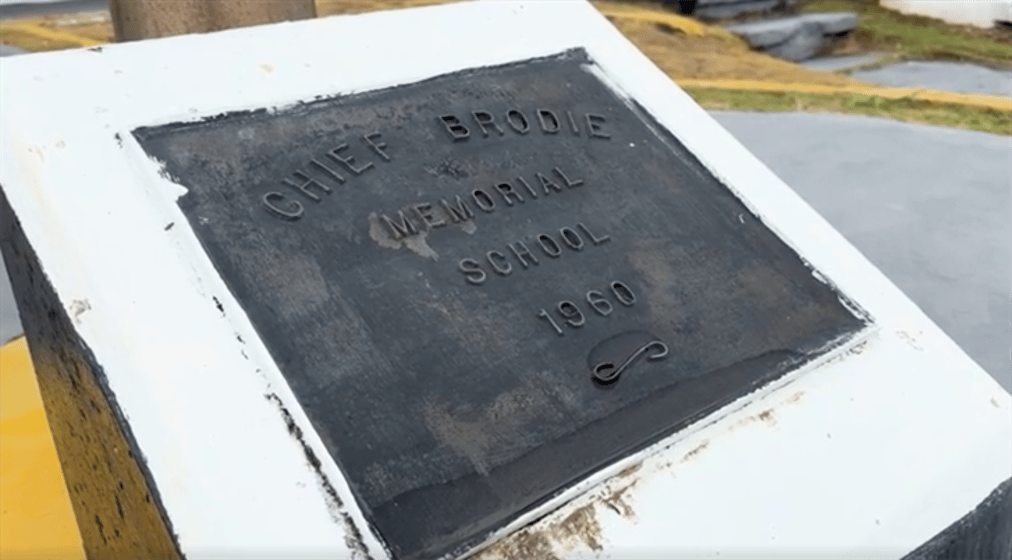 CHIEF BRODIE
MEMORIAL
SCHOOL
1960